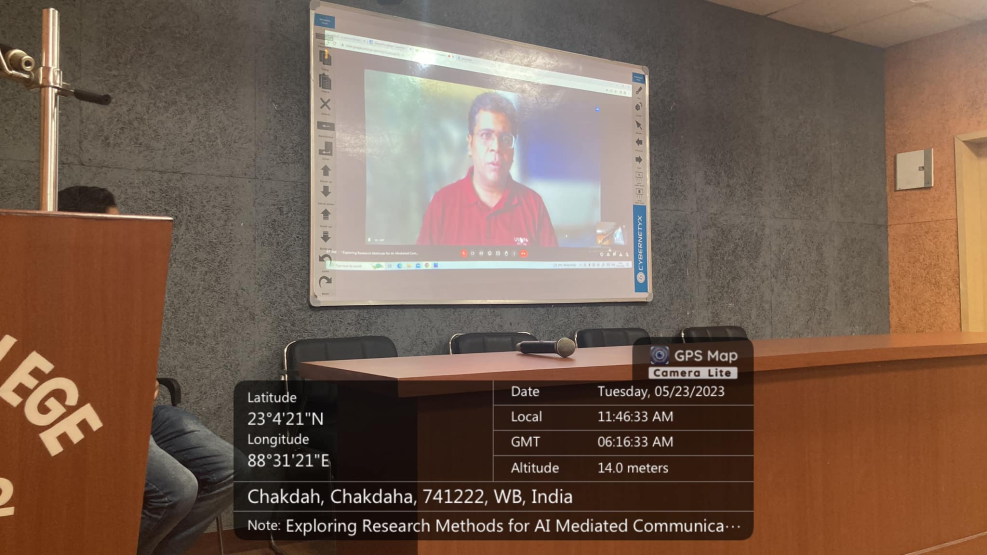 CYBERNETYX
LEGE
GPS Map
Camera Lite
Latitude
23°4'21"N
Longitude
88°31'21"E
Date Tuesday, 05/23/2023
Local 11:46:33 AM
GMT 06:16:33 AM
Altitude 14.0 meters
Chakdah, Chakdaha, 741222, WB, India
Note: Exploring Research Methods for AI Mediated Communica···